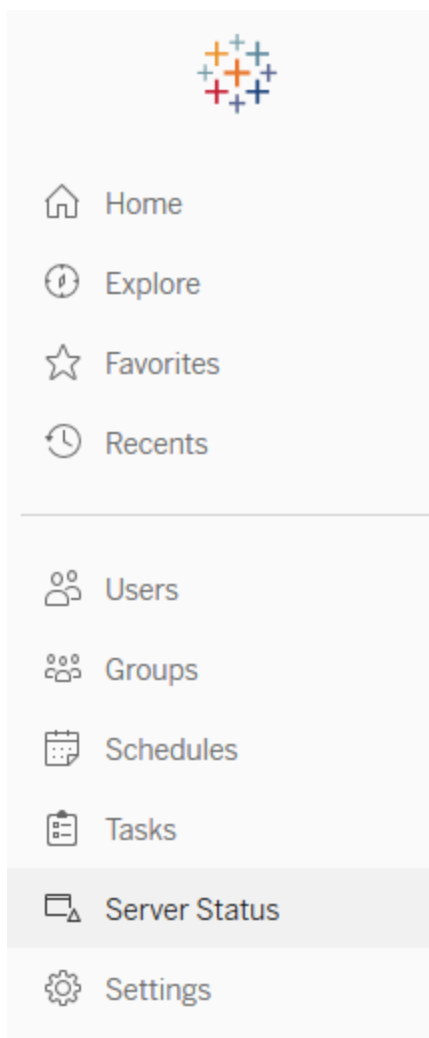 Home
Explore
Favorites
Recents
Users
Groups
Schedules
Tasks
Server Status
Settings